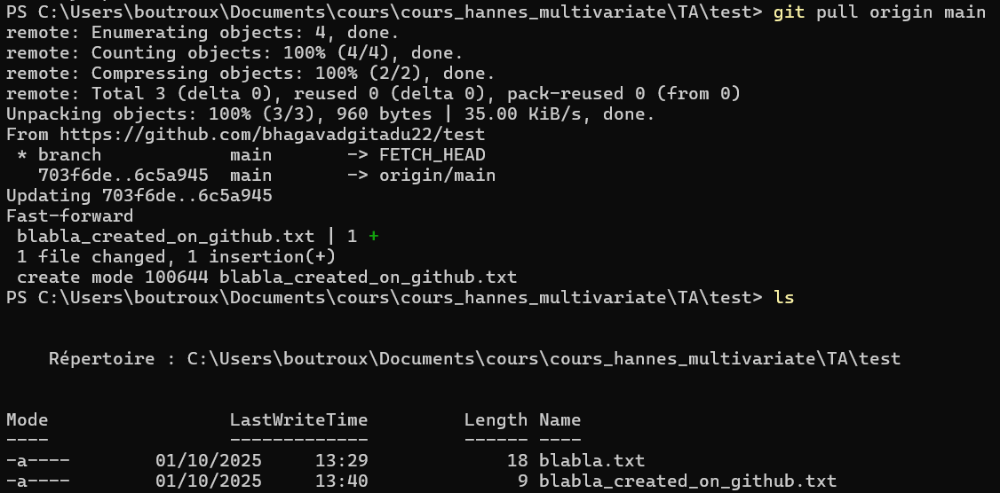 PS C:\Users\boutroux\Documents\cours\cours_hannes_multivariate\TA\test> git pull origin main
remote: Enumerating objects: 4, done.
remote: Counting objects: 100% (4/4), done.
remote: Compressing objects: 100% (2/2), done.
remote: Total 3 (delta 0), reused 0 (delta 0), pack-reused 0 (from 0)
Unpacking objects: 100% (3/3), 960 bytes | 35.00 KiB/s, done.
From https://github.com/bhagavadgitadu22/test
 * branch            main       -> FETCH_HEAD
   703f6de..6c5a945  main       -> origin/main
Updating 703f6de..6c5a945
Fast-forward
 blabla_created_on_github.txt | 1 +
 1 file changed, 1 insertion(+)
 create mode 100644 blabla_created_on_github.txt
PS C:\Users\boutroux\Documents\cours\cours_hannes_multivariate\TA\test> ls
    Répertoire : C:\Users\boutroux\Documents\cours\cours_hannes_multivariate\TA\test
Mode                 LastWriteTime         Length Name
----                 -------------         ------ ----
-a----        01/10/2025     13:29             18 blabla.txt
-a----        01/10/2025     13:40              9 blabla_created_on_github.txt